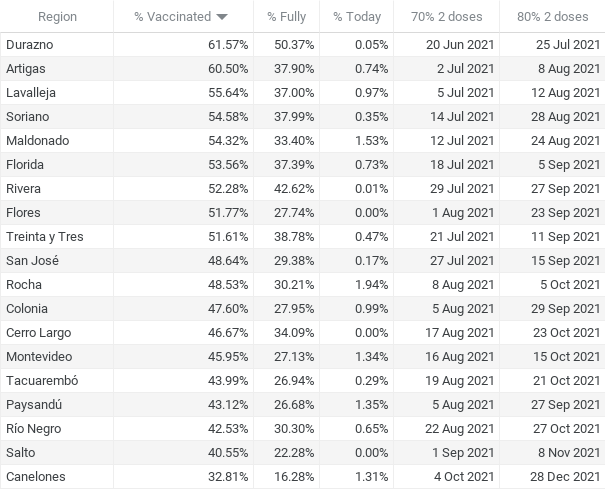 Region % Vaccinated % Fully % Today 70% 2 doses 80% 2 doses
Durazno 61.57% 50.37% 0.05% 20 Jun 2021 25 Jul 2021
Artigas 60.50% 37.90% 0.74% 2 Jul 2021 8 Aug 2021
Lavalleja 55.64% 37.00% 0.97% 5 Jul 2021 12 Aug 2021
Soriano 54.58% 37.99% 0.35% 14 Jul 2021 28 Aug 2021
Maldonado 54.32% 33.40% 1.53% 12 Jul 2021 24 Aug 2021
Florida 53.56% 37.39% 0.73% 18 Jul 2021 5 Sep 2021
Rivera 52.28% 42.62% 0.01% 29 Jul 2021 27 Sep 2021
Flores 51.77% 27.74% 0.00% 1 Aug 2021 23 Sep 2021
Treinta y Tres 51.61% 38.78% 0.47% 21 Jul 2021 11 Sep 2021
San José 48.64% 29.38% 0.17% 27 Jul 2021 15 Sep 2021
Rocha 48.53% 30.21% 1.94% 8 Aug 2021 5 Oct 2021
Colonia 47.60% 27.95% 0.99% 5 Aug 2021 29 Sep 2021
Cerro Largo 46.67% 34.09% 0.00% 17 Aug 2021 23 Oct 2021
Montevideo 45.95% 27.13% 1.34% 16 Aug 2021 15 Oct 2021
Tacuarembó 43.99% 26.94% 0.29% 19 Aug 2021 21 Oct 2021
Paysandú 43.12% 26.68% 1.35% 5 Aug 2021 27 Sep 2021
Río Negro 42.53% 30.30% 0.65% 22 Aug 2021 27 Oct 2021
Salto 40.55% 22.28% 0.00% 1 Sep 2021 8 Nov 2021
Canelones 32.81% 16.28% 1.31% 4 Oct 2021 28 Dec 2021